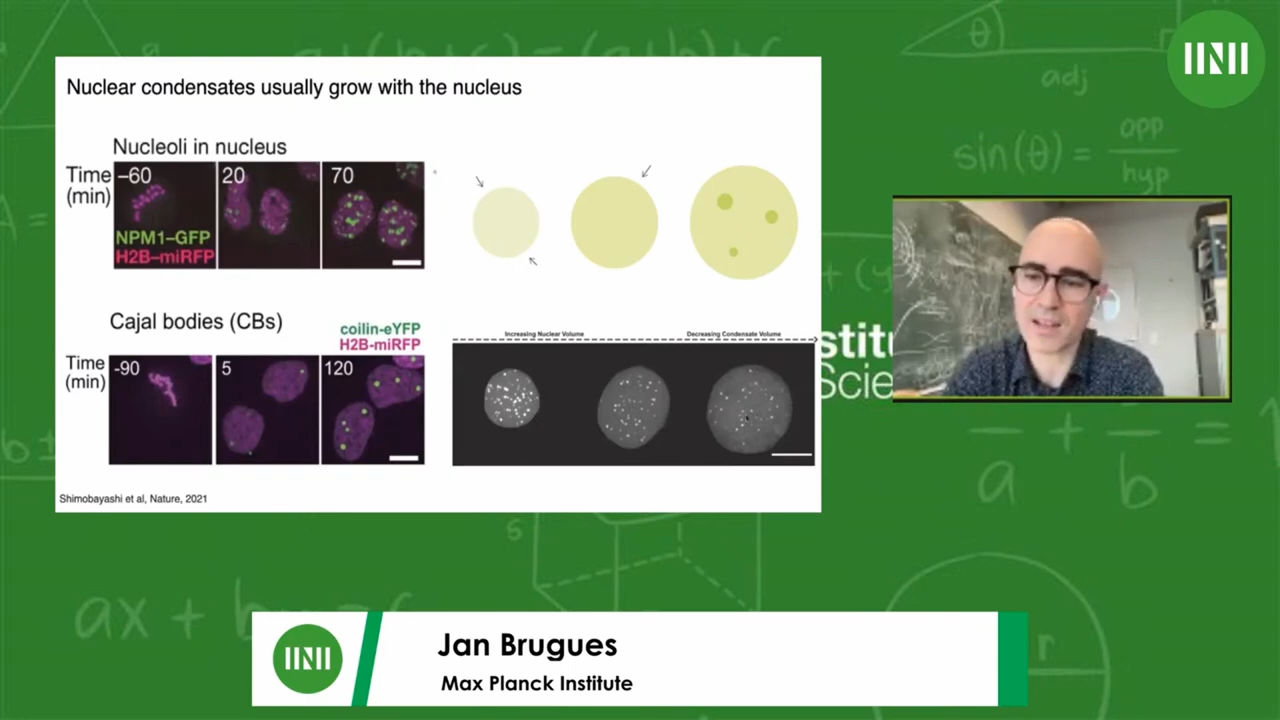 Nuclear condensates usually grow with the nucleus
Nucleoli in nucleus
Time
(min)
–60
20
70
NPM1–GFP
H2B–miRFP
Cajal bodies (CBs)
coilin-eYFP
H2B-miRFP
Time
(min)
-90
5
120
Increasing Nuclear Volume
Decreasing Condensate Volume
Shimobayashi et al, Nature, 2021
θ
adj
sin(θ) = opp
hyp
stitu
Scie
a + b =
ax + b
r
s
Jan Brugues
Max Planck Institute